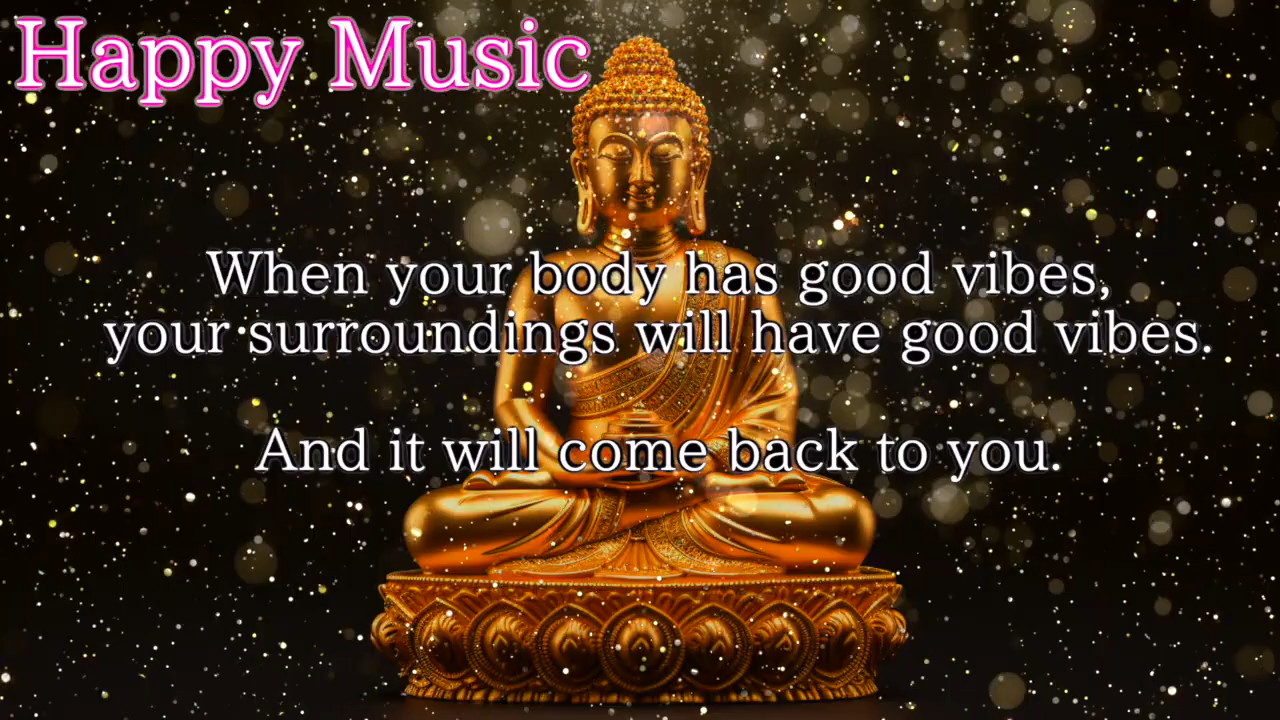 Happy Music
When your body has good vibes,
your surroundings will have good vibes.
And it will come back to you.